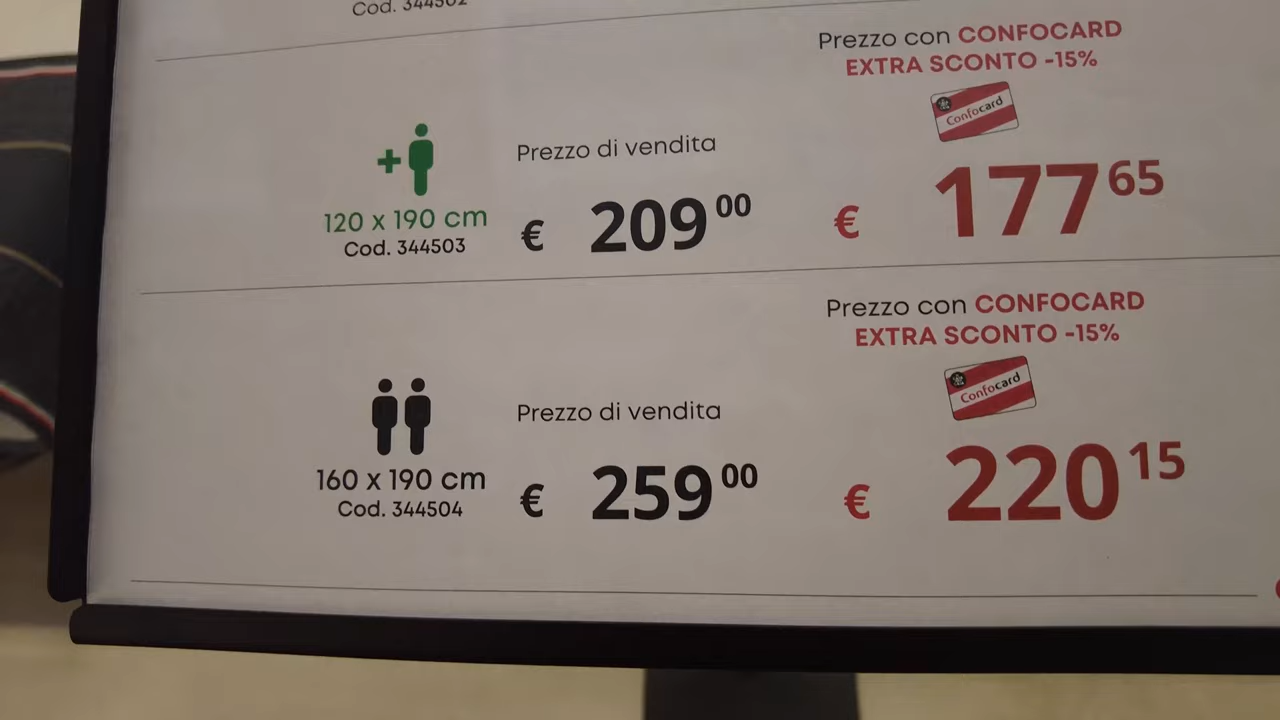 Cod. 344502
Prezzo con CONFOCARD
EXTRA SCONTO -15%
Confocard
+
120 x 190 cm
Cod. 344503
Prezzo di vendita
€ 209 00
€ 177 65
Prezzo con CONFOCARD
EXTRA SCONTO -15%
Confocard
160 x 190 cm
Cod. 344504
Prezzo di vendita
€ 259 00
€ 220 15